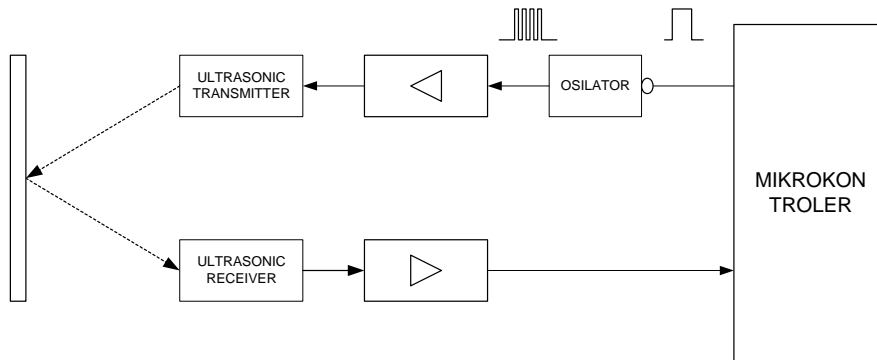 ULTRASONIC
TRANSMITTER
OSILATOR
MIKROKON
TROLER
ULTRASONIC
RECEIVER